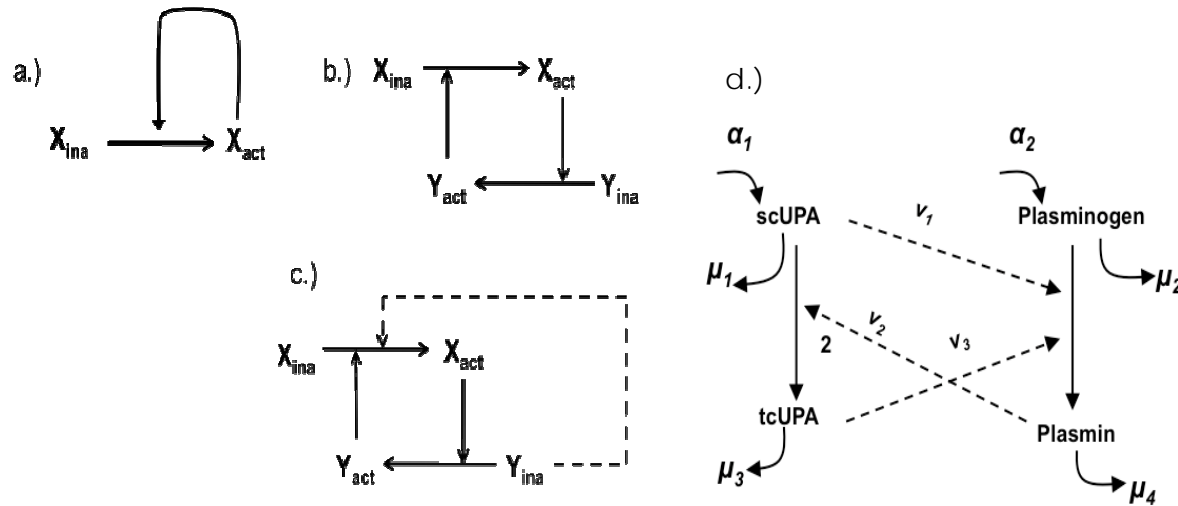 a.)
X_ina X_act
b.)
X_ina X_act
Y_act Y_ina
c.)
X_ina X_act
Y_act Y_ina
d.)
α_1 α_2
scUPA v_1 Plasminogen
μ_1 μ_2
2 v_2 v_3
tcUPA Plasmin
μ_3 μ_4